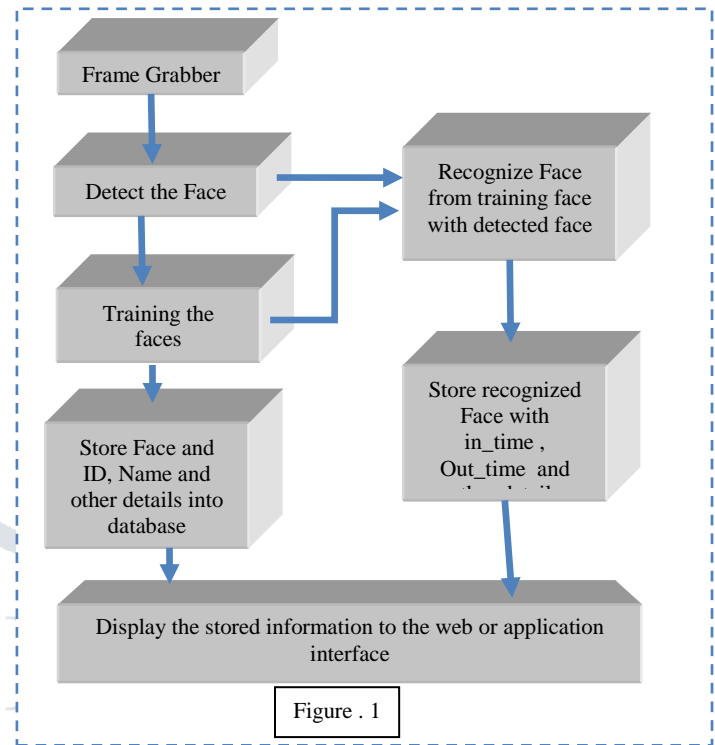 Frame Grabber
Detect the Face
Training the
faces
Store Face and
ID, Name and
other details into
database
Recognize Face
from training face
with detected face
Store recognized
Face with
in_time ,
Out_time and
Display the stored information to the web or application
interface
Figure . 1